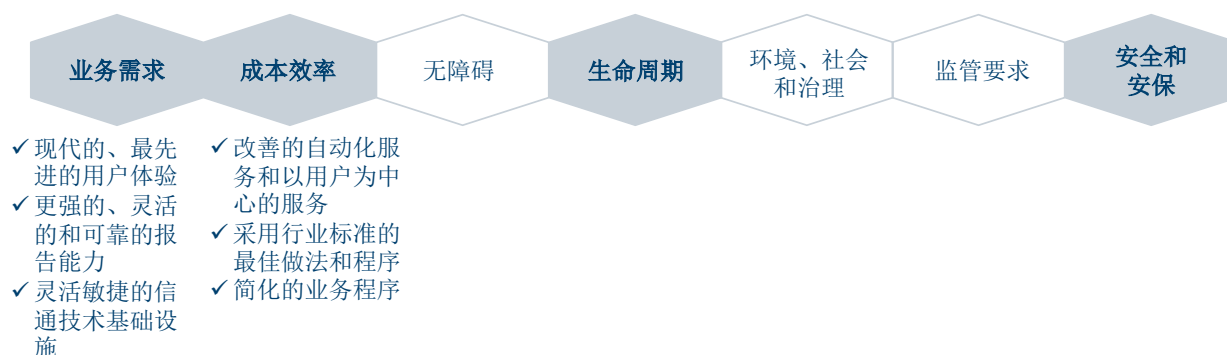 业务需求
成本效率
无障碍
生命周期
环境、社会
和治理
监管要求
安全和
安保
✓现代的、最先
进的用户体验
✓更强的、灵活
的和可靠的报
告能力
✓灵活敏捷的信
通技术基础设
施
✓改善的自动化服
务和以用户为中
心的服务
✓采用行业标准的
最佳做法和程序
✓简化的业务程序